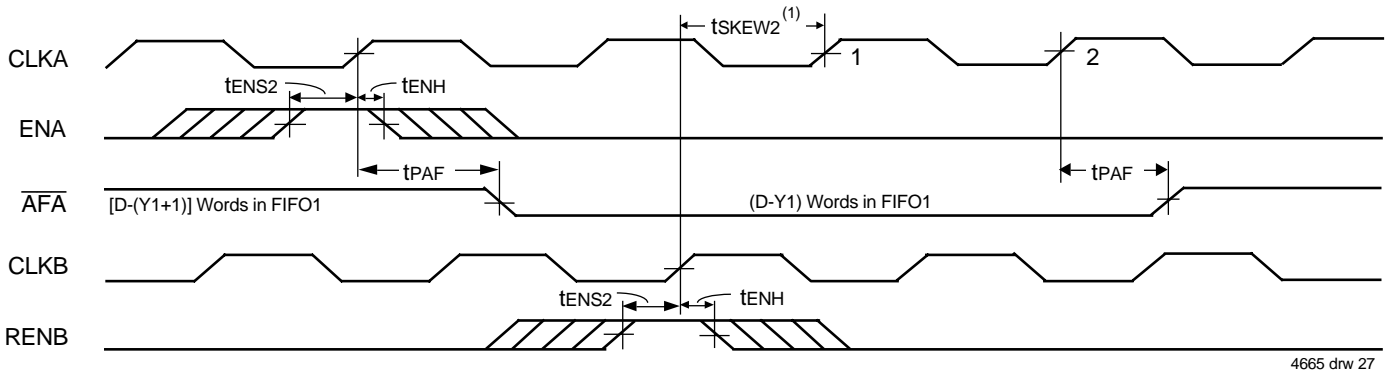 tSKEW2 (1)
CLKA
1
2
tENS2
tENH
ENA
tPAF
tPAF
AFA
[D-(Y1+1)] Words in FIFO1
(D-Y1) Words in FIFO1
CLKB
tENS2
tENH
RENB
4665 drw 27